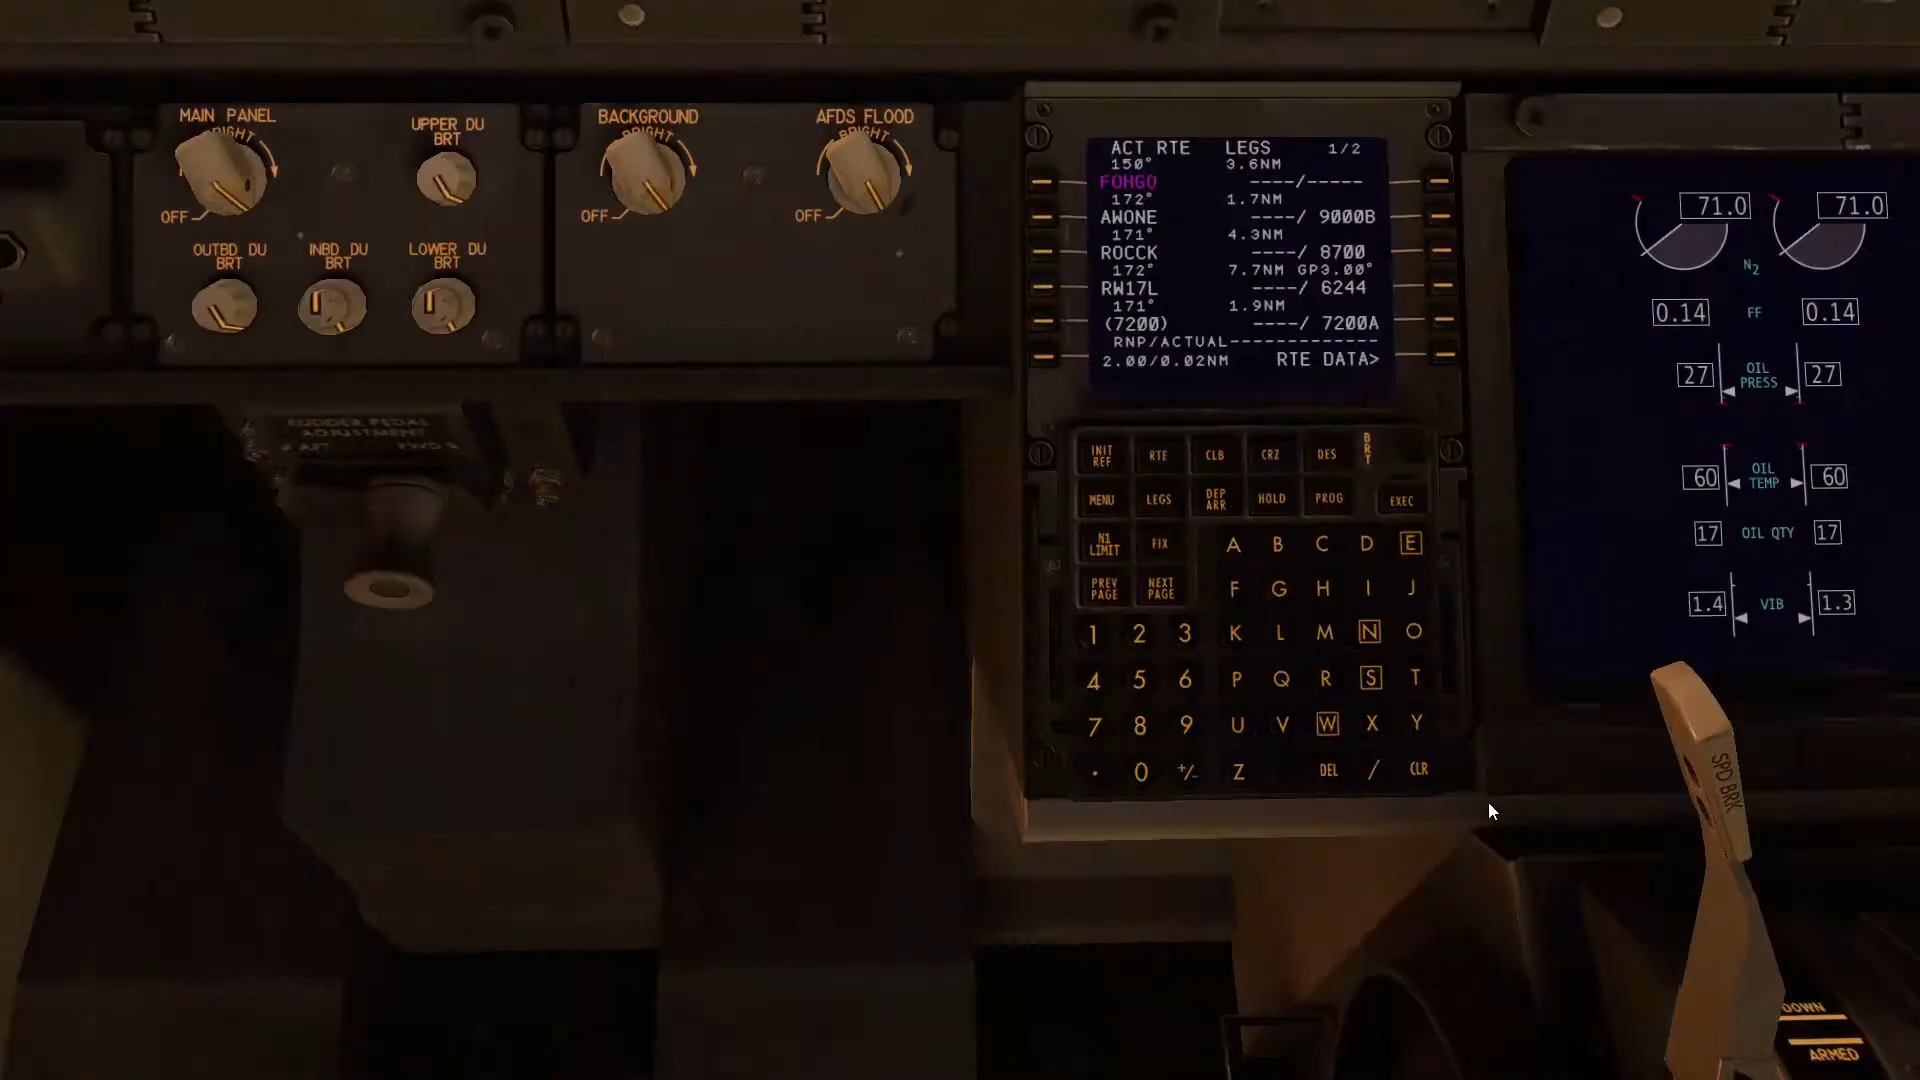 MAIN PANEL
BRIGHT
OFF
UPPER DU
BRT
OUTBD DU
BRT
INBD DU
BRT
LOWER DU
BRT
BACKGROUND
BRIGHT
OFF
AFDS FLOOD
BRIGHT
OFF
RUDDER PEDAL
ADJUSTMENT
AFT FWD
ACT RTE LEGS 1/2
150° 3.6NM
FOHGO ----/-----
172° 1.7NM
AWONE ----/ 9000B
171° 4.3NM
ROCCK ----/ 8700
172° 7.7NM GP3.00°
RW17L ----/ 6244
171° 1.9NM
(7200) ----/ 7200A
RNP/ACTUAL-------------
2.00/0.02NM RTE DATA>
INIT REF RTE CLB CRZ DES BRT
MENU LEGS DEP ARR HOLD PROG EXEC
N1 LIMIT FIX
PREV PAGE NEXT PAGE
A B C D E
F G H I J
1 2 3 K L M N O
4 5 6 P Q R S T
7 8 9 U V W X Y
. 0 +/- Z DEL / CLR
71.0 71.0
N2
0.14 FF 0.14
27 OIL PRESS 27
60 OIL TEMP 60
17 OIL QTY 17
1.4 VIB 1.3
SPD BRK
DOWN
ARMED